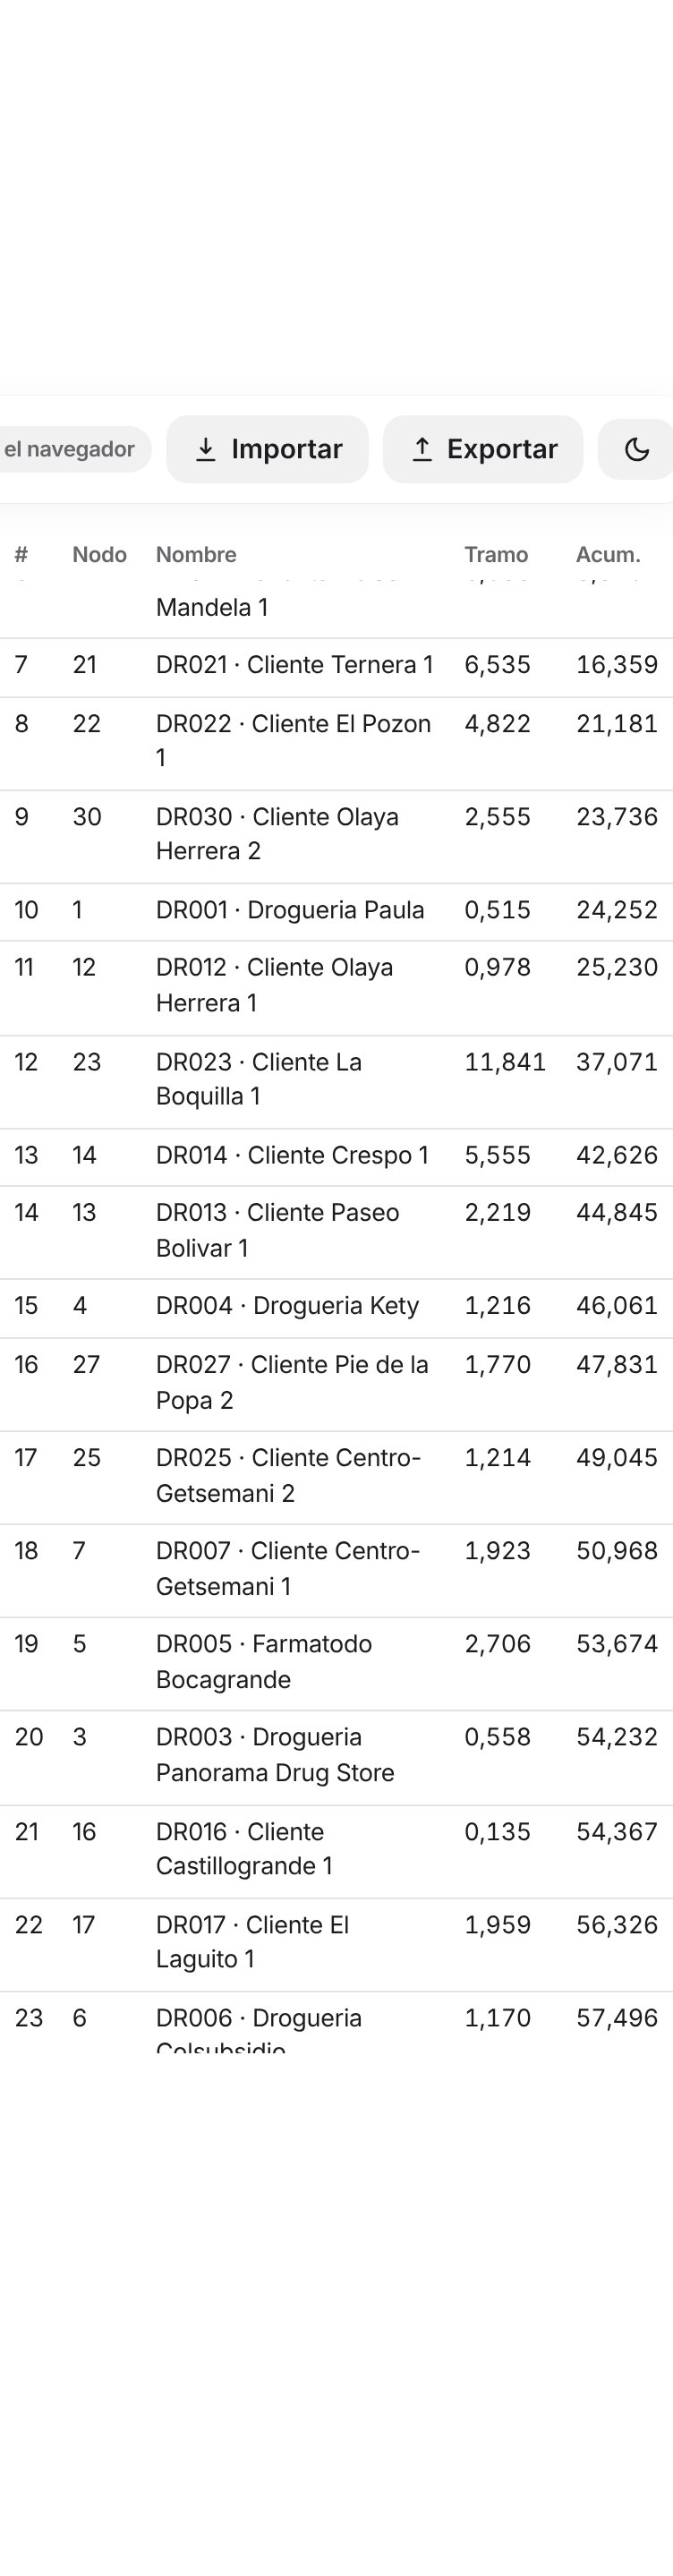 el navegador Importar Exportar
# Nodo Nombre Tramo Acum.
Mandela 1
7 21 DR021 · Cliente Ternera 1 6,535 16,359
8 22 DR022 · Cliente El Pozon 4,822 21,181
1
9 30 DR030 · Cliente Olaya 2,555 23,736
Herrera 2
10 1 DR001 · Drogueria Paula 0,515 24,252
11 12 DR012 · Cliente Olaya 0,978 25,230
Herrera 1
12 23 DR023 · Cliente La 11,841 37,071
Boquilla 1
13 14 DR014 · Cliente Crespo 1 5,555 42,626
14 13 DR013 · Cliente Paseo 2,219 44,845
Bolivar 1
15 4 DR004 · Drogueria Kety 1,216 46,061
16 27 DR027 · Cliente Pie de la 1,770 47,831
Popa 2
17 25 DR025 · Cliente Centro- 1,214 49,045
Getsemani 2
18 7 DR007 · Cliente Centro- 1,923 50,968
Getsemani 1
19 5 DR005 · Farmatodo 2,706 53,674
Bocagrande
20 3 DR003 · Drogueria 0,558 54,232
Panorama Drug Store
21 16 DR016 · Cliente 0,135 54,367
Castillogrande 1
22 17 DR017 · Cliente El 1,959 56,326
Laguito 1
23 6 DR006 · Drogueria 1,170 57,496
Colsubsidio